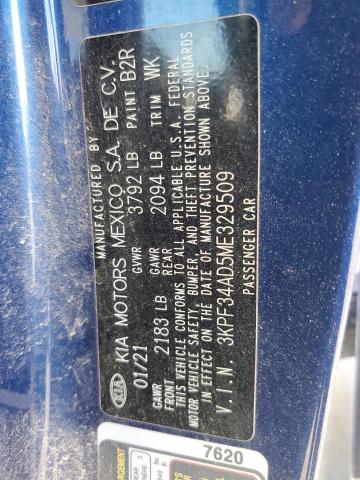 MANUFACTURED BY
KIA KIA MOTORS MEXICO S.A. DE C.V.
01/21 GVWR 3792 LB PAINT B2R
GAWR FRONT 2183 LB GAWR REAR 2094 LB TRIM WK
THIS VEHICLE CONFORMS TO ALL APPLICABLE U.S.A. FEDERAL
MOTOR VEHICLE SAFETY, BUMPER, AND THEFT PREVENTION STANDARDS
IN EFFECT ON THE DATE OF MANUFACTURE SHOWN ABOVE.
V.I.N. 3KPF34AD5ME329509
PASSENGER CAR
7620